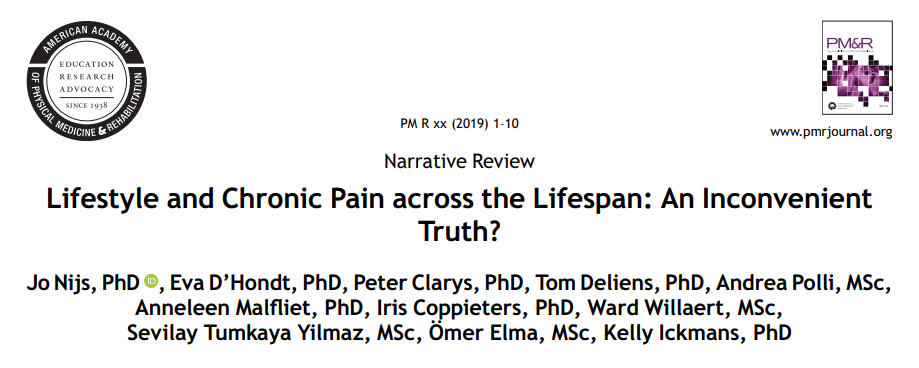 AMERICAN ACADEMY
OF PHYSICAL MEDICINE & REHABILITATION
EDUCATION
RESEARCH
ADVOCACY
SINCE 1938
PM&R
PM R xx (2019) 1–10
www.pmrjournal.org
Narrative Review
Lifestyle and Chronic Pain across the Lifespan: An Inconvenient
Truth?
Jo Nijs, PhD iD, Eva D’Hondt, PhD, Peter Clarys, PhD, Tom Deliens, PhD, Andrea Polli, MSc,
Anneleen Malfliet, PhD, Iris Coppieters, PhD, Ward Willaert, MSc,
Sevilay Tumkaya Yilmaz, MSc, Ömer Elma, MSc, Kelly Ickmans, PhD